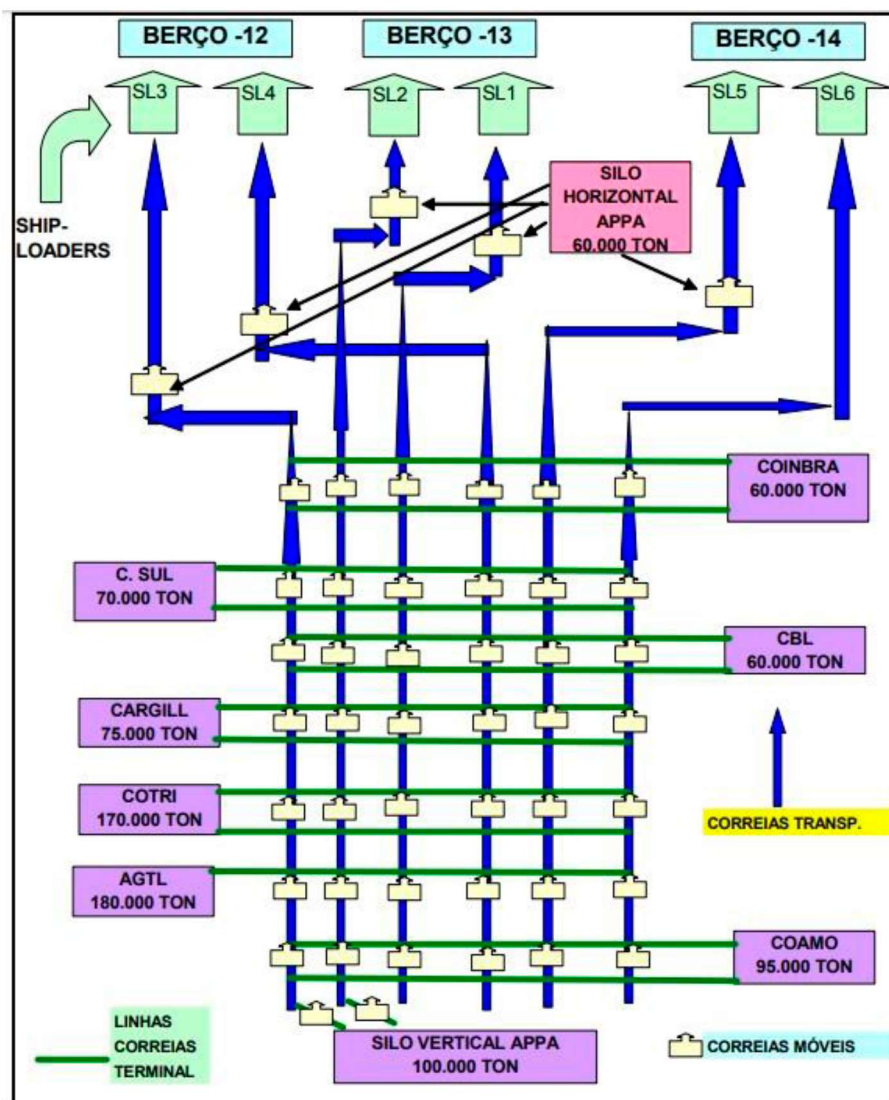 BERÇO -12
BERÇO -13
BERÇO -14
SL3
SL4
SL2
SL1
SL5
SL6
SHIP-
LOADERS
SILO
HORIZONTAL
APPA
60.000 TON
COINBRA
60.000 TON
C. SUL
70.000 TON
CBL
60.000 TON
CARGILL
75.000 TON
COTRI
170.000 TON
CORREIAS TRANSP.
AGTL
180.000 TON
COAMO
95.000 TON
LINHAS
CORREIAS
TERMINAL
SILO VERTICAL APPA
100.000 TON
CORREIAS MÓVEIS